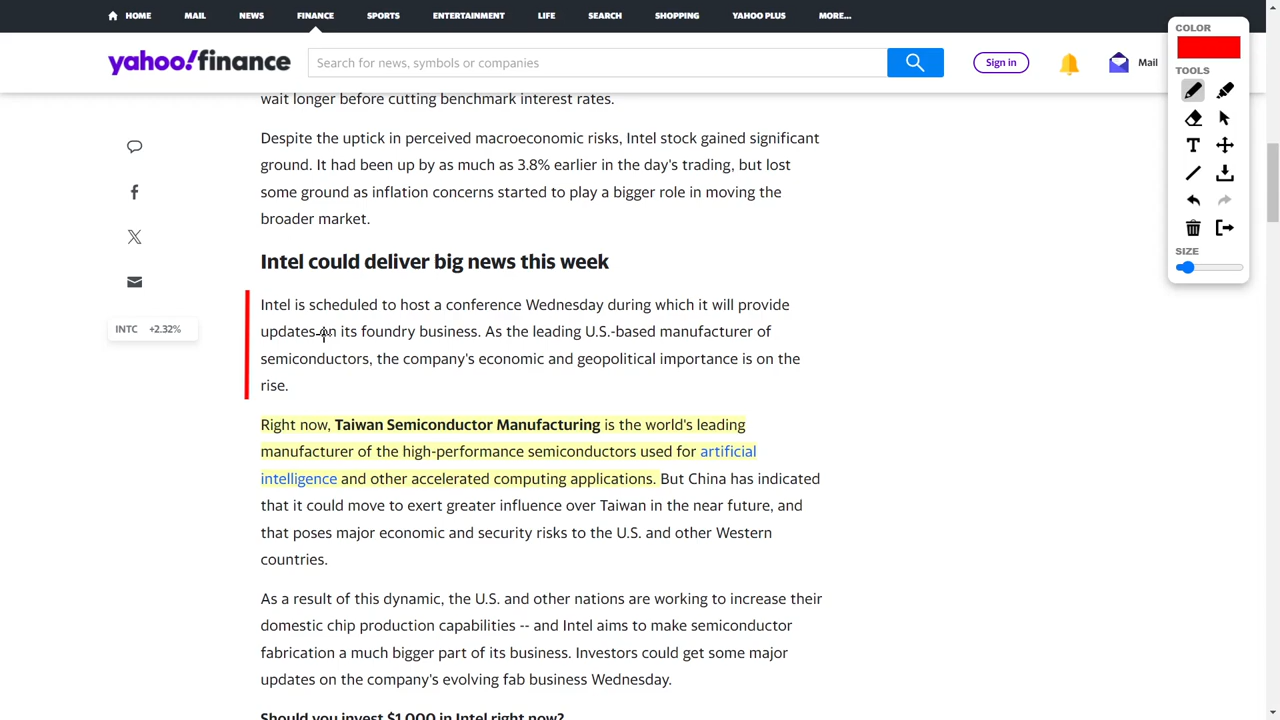 HOME MAIL NEWS FINANCE SPORTS ENTERTAINMENT LIFE SEARCH SHOPPING YAHOO PLUS MORE...
yahoo!finance
Search for news, symbols or companies
Sign in
Mail
COLOR
TOOLS
T
SIZE
wait longer before cutting benchmark interest rates.
Despite the uptick in perceived macroeconomic risks, Intel stock gained significant
ground. It had been up by as much as 3.8% earlier in the day's trading, but lost
some ground as inflation concerns started to play a bigger role in moving the
broader market.
Intel could deliver big news this week
INTC +2.32%
Intel is scheduled to host a conference Wednesday during which it will provide
updates on its foundry business. As the leading U.S.-based manufacturer of
semiconductors, the company's economic and geopolitical importance is on the
rise.
Right now, Taiwan Semiconductor Manufacturing is the world's leading
manufacturer of the high-performance semiconductors used for artificial
intelligence and other accelerated computing applications. But China has indicated
that it could move to exert greater influence over Taiwan in the near future, and
that poses major economic and security risks to the U.S. and other Western
countries.
As a result of this dynamic, the U.S. and other nations are working to increase their
domestic chip production capabilities -- and Intel aims to make semiconductor
fabrication a much bigger part of its business. Investors could get some major
updates on the company's evolving fab business Wednesday.
Should you invest $1,000 in Intel right now?